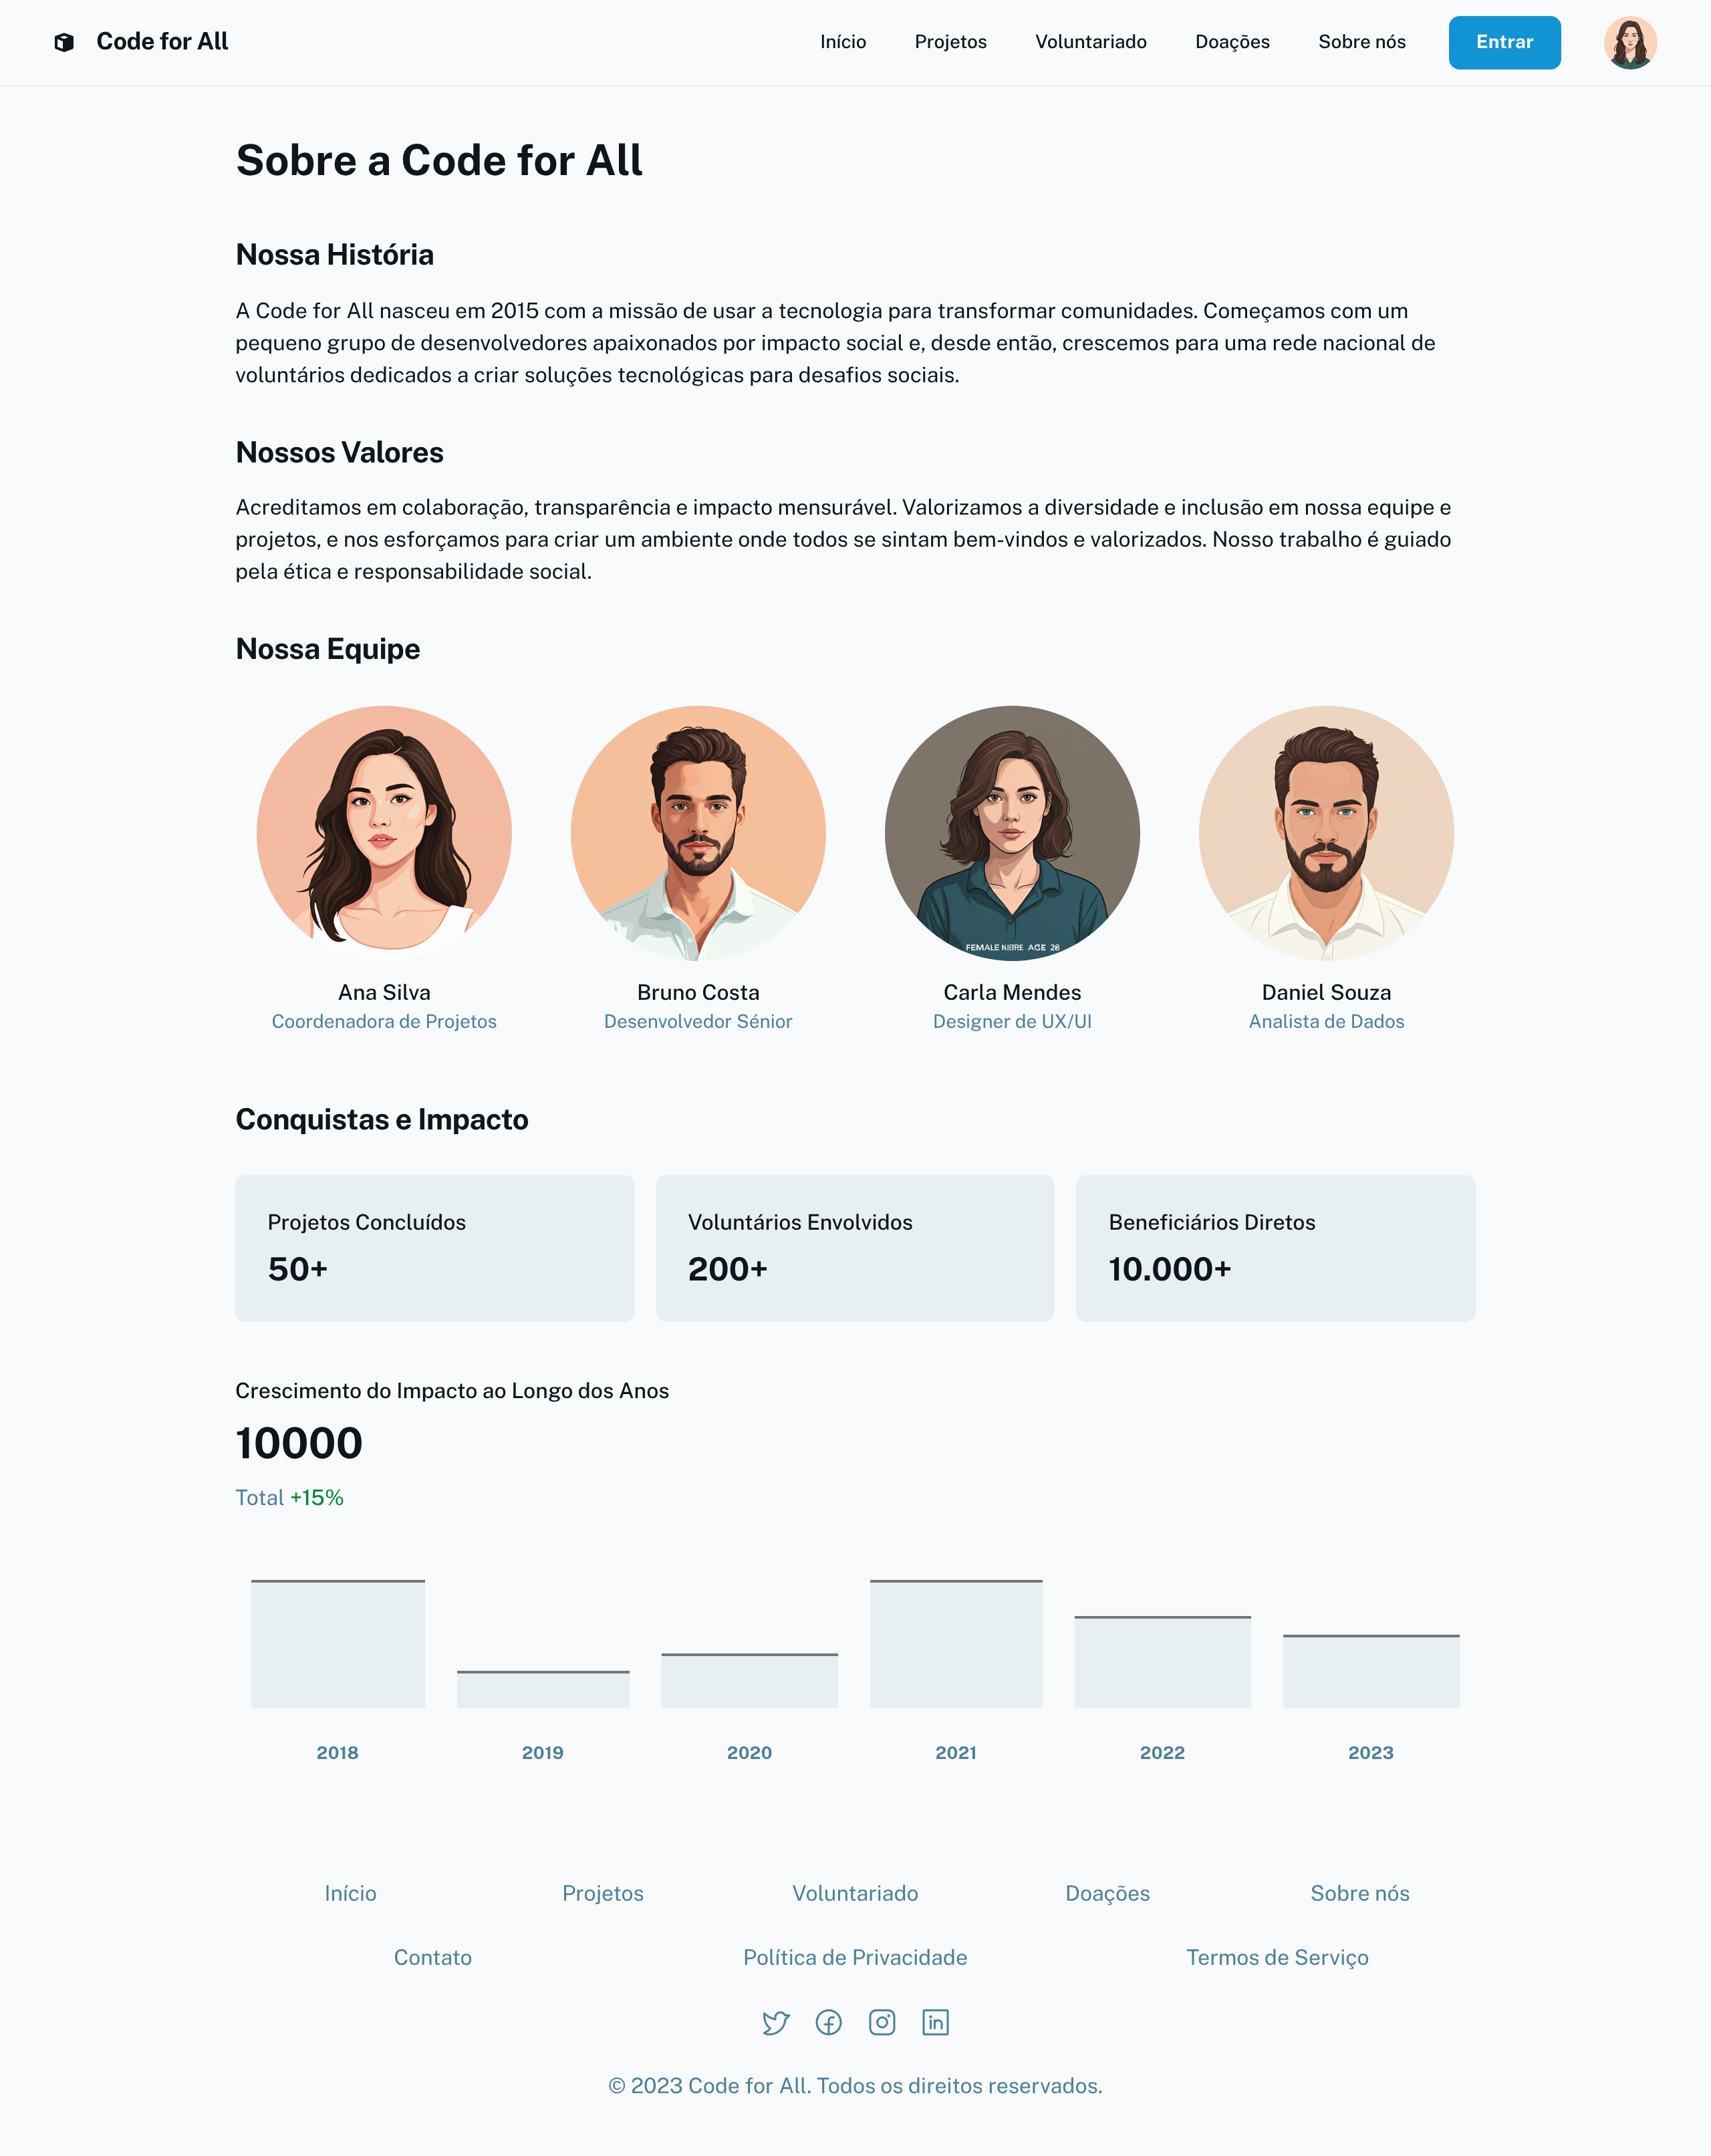 Code for All
Início
Projetos
Voluntariado
Doações
Sobre nós
Entrar
Sobre a Code for All
Nossa História
A Code for All nasceu em 2015 com a missão de usar a tecnologia para transformar comunidades. Começamos com um
pequeno grupo de desenvolvedores apaixonados por impacto social e, desde então, crescemos para uma rede nacional de
voluntários dedicados a criar soluções tecnológicas para desafios sociais.
Nossos Valores
Acreditamos em colaboração, transparência e impacto mensurável. Valorizamos a diversidade e inclusão em nossa equipe e
projetos, e nos esforçamos para criar um ambiente onde todos se sintam bem-vindos e valorizados. Nosso trabalho é guiado
pela ética e responsabilidade social.
Nossa Equipe
FEMALE AGE 26
Ana Silva
Coordenadora de Projetos
Bruno Costa
Desenvolvedor Sénior
Carla Mendes
Designer de UX/UI
Daniel Souza
Analista de Dados
Conquistas e Impacto
Projetos Concluídos
50+
Voluntários Envolvidos
200+
Beneficiários Diretos
10.000+
Crescimento do Impacto ao Longo dos Anos
10000
Total +15%
2018
2019
2020
2021
2022
2023
Início
Projetos
Voluntariado
Doações
Sobre nós
Contato
Política de Privacidade
Termos de Serviço
© 2023 Code for All. Todos os direitos reservados.